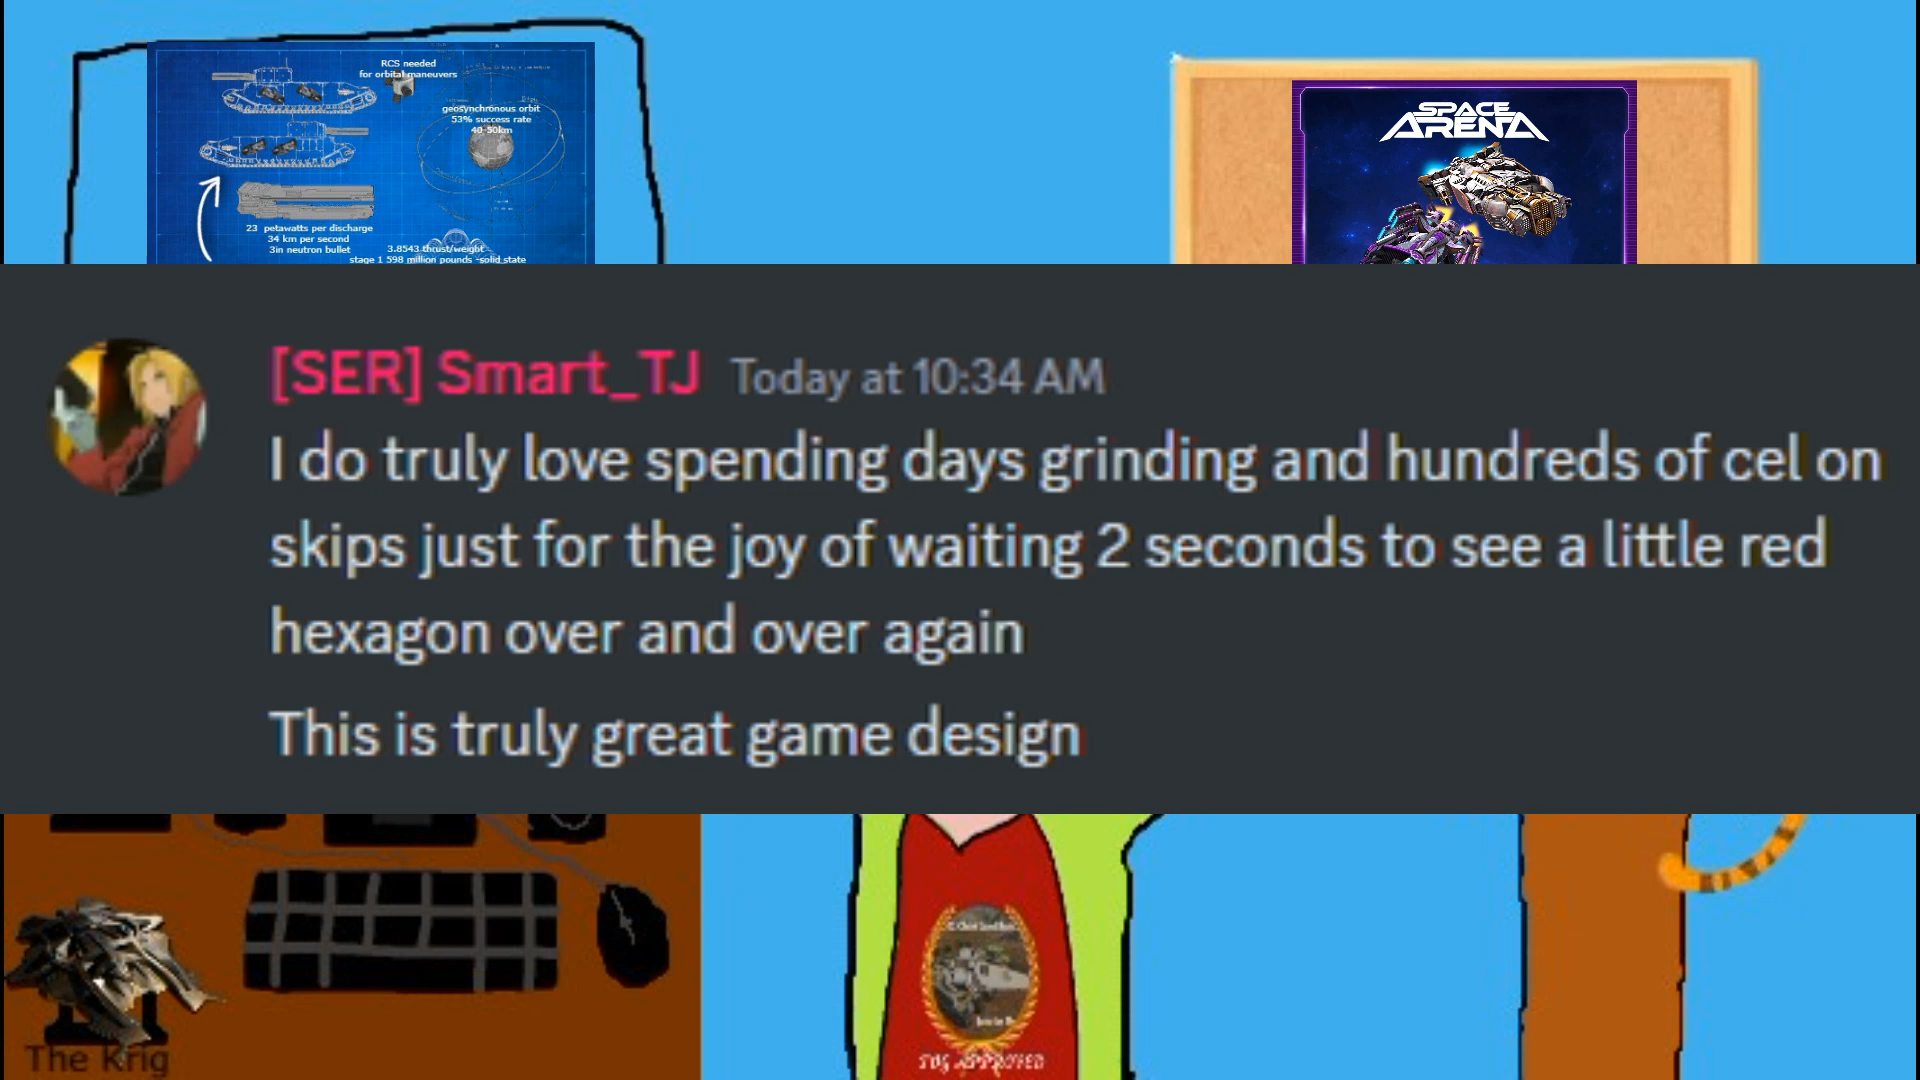 RCS needed
for orbital maneuvers
geosynchronous orbit
53% success rate
40-50km
23 petawatts per discharge
34 km per second
3in neutron bullet
3.8543 thrust/weight
stage 1 598 million pounds -solid state
SPACE
ARENA
[SER] Smart_TJ Today at 10:34 AM
I do truly love spending days grinding and hundreds of cel on
skips just for the joy of waiting 2 seconds to see a little red
hexagon over and over again
This is truly great game design
The Krig
APPROVED